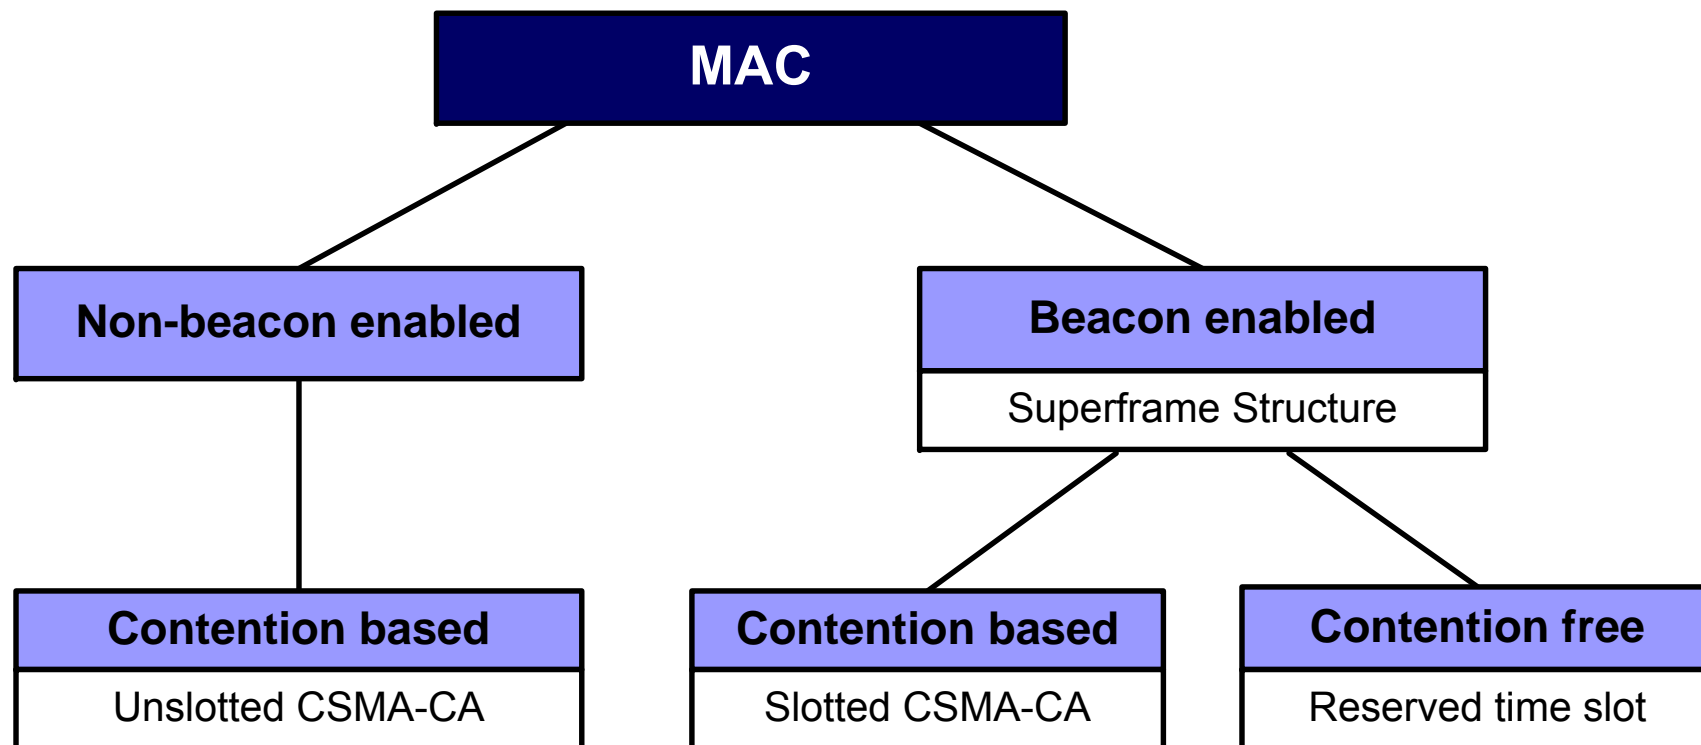 MAC
Non-beacon enabled
Beacon enabled
Superframe Structure
Contention based
Unslotted CSMA-CA
Contention based
Slotted CSMA-CA
Contention free
Reserved time slot